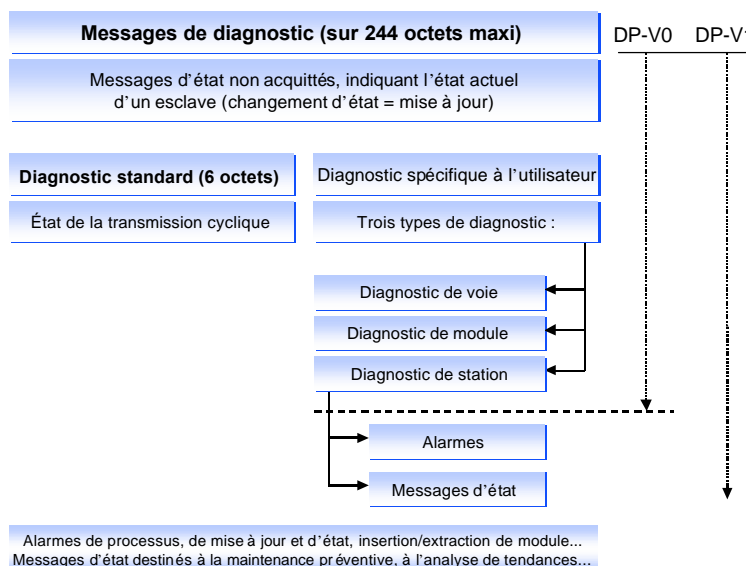 Messages de diagnostic (sur 244 octets maxi)
DP-V0 DP-V1
Messages d'état non acquittés, indiquant l'état actuel
d'un esclave (changement d'état = mise à jour)
Diagnostic standard (6 octets)
Diagnostic spécifique à l'utilisateur
État de la transmission cyclique
Trois types de diagnostic :
Diagnostic de voie
Diagnostic de module
Diagnostic de station
Alarmes
Messages d'état
Alarmes de processus, de mise à jour et d'état, insertion/extraction de module...
Messages d'état destinés à la maintenance préventive, à l'analyse de tendances...